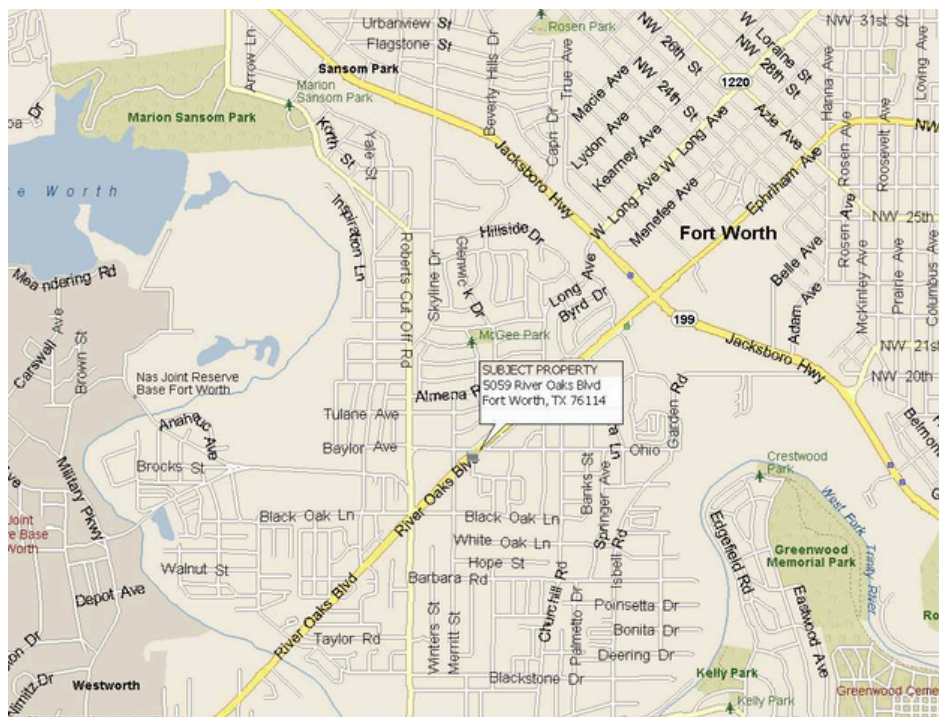 Urbanview St
Flagstone St
Rosen Park
NW 31st St
Arrow Ln
Sansom Park
Beverly Hills Dr
True Ave
NW 26th St
W Loraine St
NW 28th St
Hanna Ave
Loving Ave
1220
Marion
Sansom Park
Marion Sansom Park
Macie Ave
NW 24th St
Azle Ave
Rosen Ave
Roosevelt Ave
NW
Dr
Korth St
Yale St
Capri Dr
Lydon Ave
Kearney Ave
W Long Ave
W Long Ave
Ephriham Ave
Jacksboro Hwy
Worth
Menefee Ave
Inspiration Ln
Hillside Dr
Fort Worth
Rosen Ave
NW 25th
Roberts Cut Off Rd
Skyline Dr
Glenwick Dr
Long Ave
Byrd Dr
Belle Ave
McKinley Ave
Prairie Ave
Columbus Ave
Meandering Rd
Adam Ave
199
Jacksboro Hwy
McGee Park
NW 21st
NW 20th
Carswell Ave
Brown St
Nas Joint Reserve
Base Fort Worth
SUBJECT PROPERTY
5059 River Oaks Blvd
Fort Worth, TX 76114
Almena
Garden Rd
Tulane Ave
Anahuac Ave
Baylor Ave
Ohio
Ln
Belmont
Brocks St
River Oaks Blvd
Banks St
Springer Ave
Crestwood
Park
Military Pkwy
Black Oak Ln
Black Oak Ln
White Oak Ln
Isbell Rd
Edgefield Rd
West Fork Trinity River
Joint
Base
Worth
Walnut St
Hope St
Barbara Rd
Greenwood
Memorial Park
Depot Ave
River Oaks Blvd
Churchill Rd
Poinsetta Dr
Eastwood Ave
Taylor Rd
Winters St
Merritt St
Palmetto Dr
Bonita Dr
Deering Dr
Nimitz Dr
Westworth
Blackstone Dr
Kelly Park
Kelly Park
Greenwood Ceme